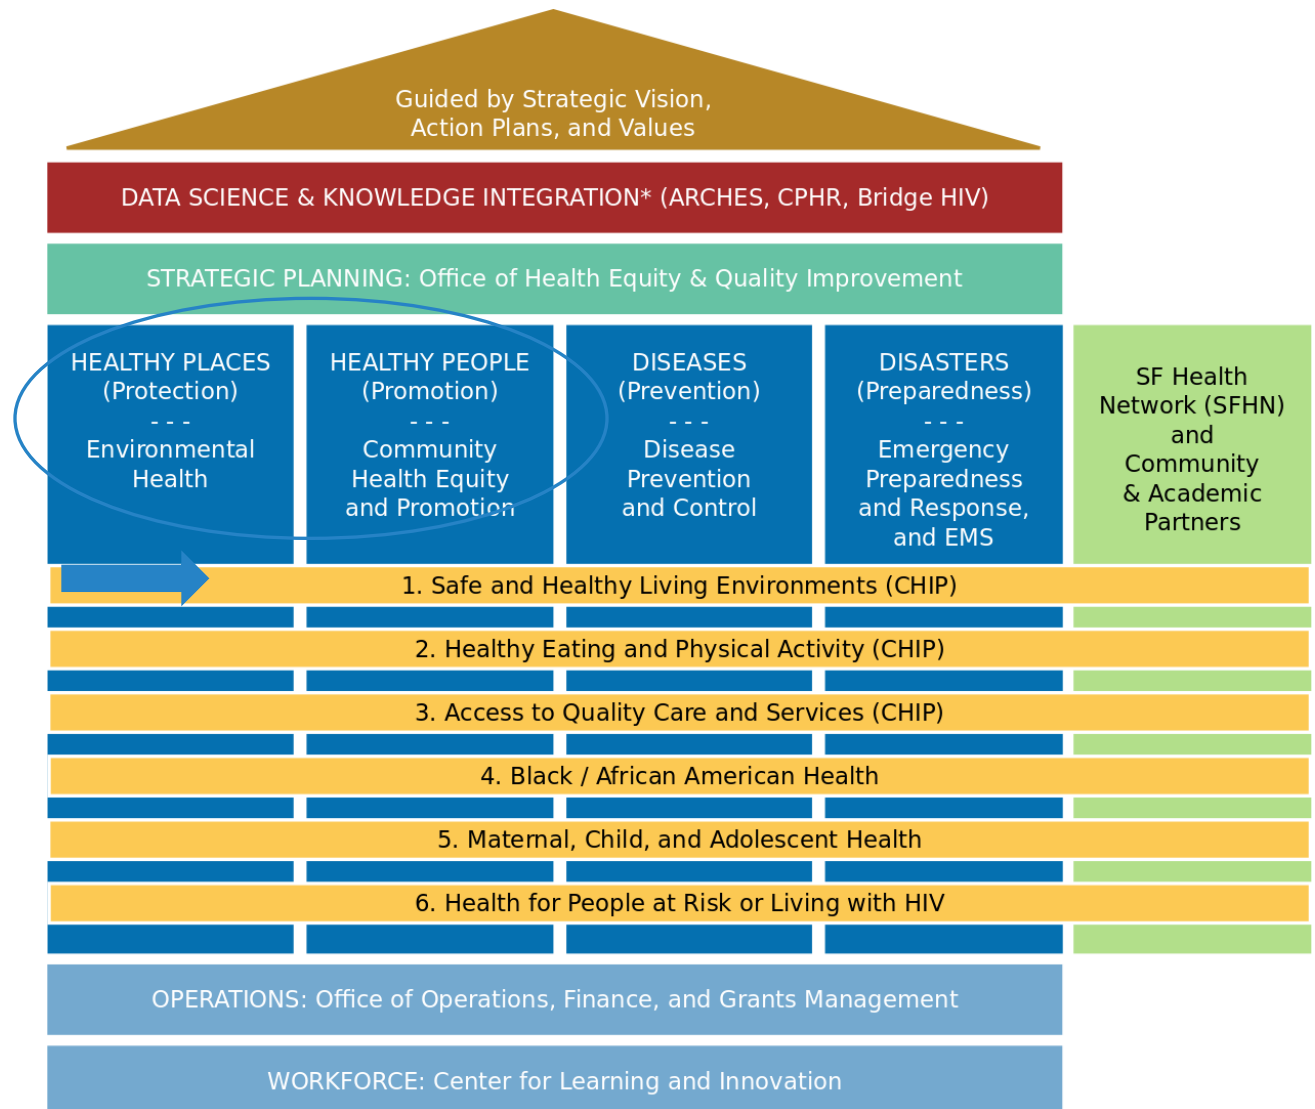 Guided by Strategic Vision,
Action Plans, and Values
DATA SCIENCE & KNOWLEDGE INTEGRATION* (ARCHES, CPHR, Bridge HIV)
STRATEGIC PLANNING: Office of Health Equity & Quality Improvement
HEALTHY PLACES
(Protection)
- - -
Environmental
Health
HEALTHY PEOPLE
(Promotion)
- - -
Community
Health Equity
and Promotion
DISEASES
(Prevention)
- - -
Disease
Prevention
and Control
DISASTERS
(Preparedness)
- - -
Emergency
Preparedness
and Response,
and EMS
SF Health
Network (SFHN)
and
Community
& Academic
Partners
1. Safe and Healthy Living Environments (CHIP)
2. Healthy Eating and Physical Activity (CHIP)
3. Access to Quality Care and Services (CHIP)
4. Black / African American Health
5. Maternal, Child, and Adolescent Health
6. Health for People at Risk or Living with HIV
OPERATIONS: Office of Operations, Finance, and Grants Management
WORKFORCE: Center for Learning and Innovation